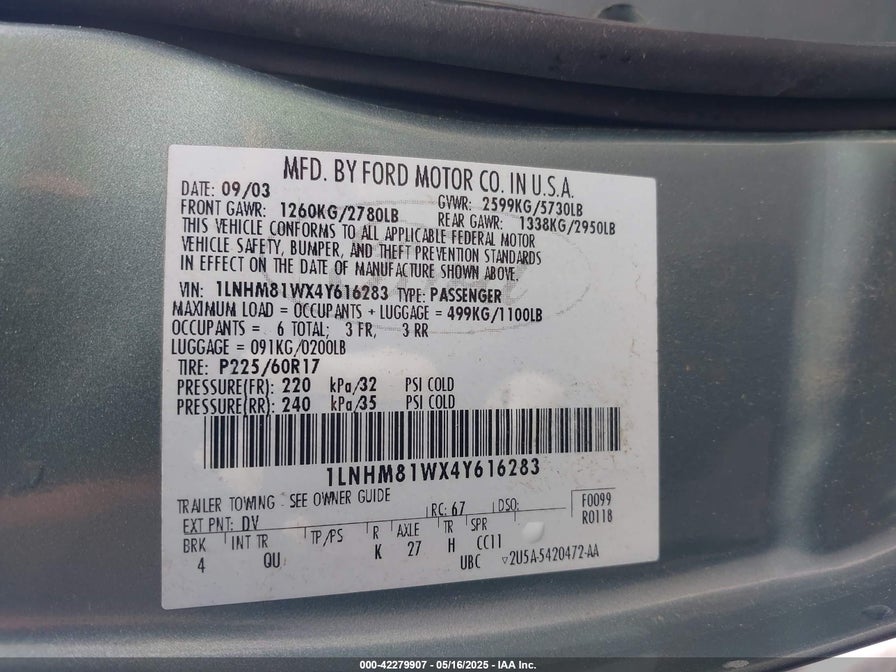 MFD. BY FORD MOTOR CO. IN U.S.A.
DATE: 09/03 GVWR: 2599KG/5730LB
FRONT GAWR: 1260KG/2780LB REAR GAWR: 1338KG/2950LB
THIS VEHICLE CONFORMS TO ALL APPLICABLE FEDERAL MOTOR
VEHICLE SAFETY, BUMPER, AND THEFT PREVENTION STANDARDS
IN EFFECT ON THE DATE OF MANUFACTURE SHOWN ABOVE.
VIN: 1LNHM81WX4Y616283 TYPE: PASSENGER
MAXIMUM LOAD = OCCUPANTS + LUGGAGE = 499KG/1100LB
OCCUPANTS = 6 TOTAL; 3 FR, 3 RR
LUGGAGE = 091KG/0200LB
TIRE: P225/60R17
PRESSURE(FR): 220 kPa/32 PSI COLD
PRESSURE(RR): 240 kPa/35 PSI COLD
1LNHM81WX4Y616283
TRAILER TOWING - SEE OWNER GUIDE
EXT PNT: DV RC: 67 DSO: F0099
R0118
BRK INT TR TP/PS R AXLE TR SPR
4 QU K 27 H CC11
UBC 2U5A-5420472-AA
000-42279907 - 05/16/2025 - IAA Inc.